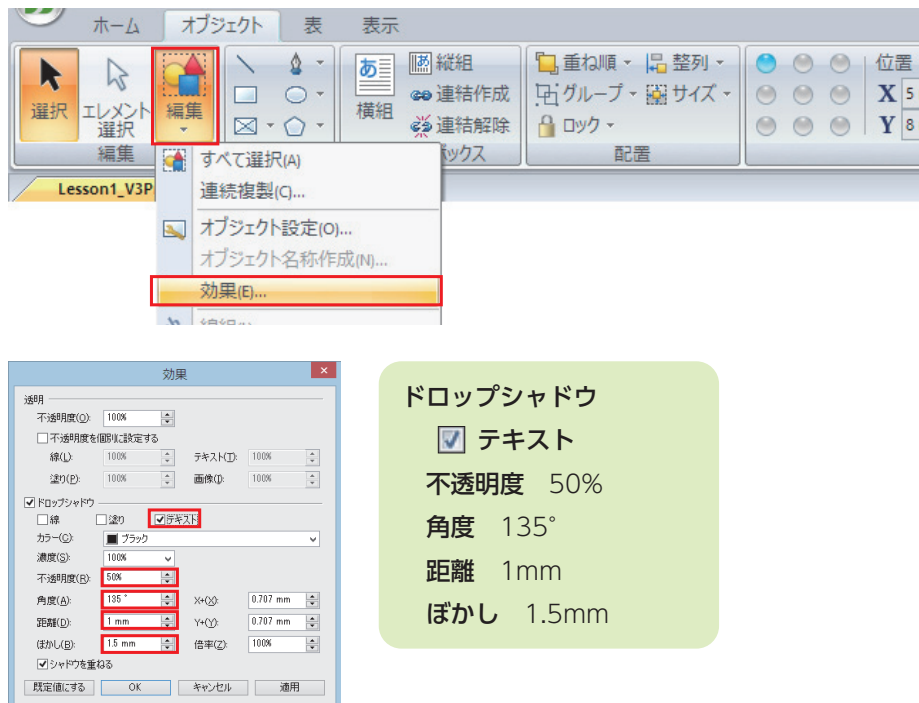 ホーム オブジェクト 表 表示
選択 エレメント選択 編集
横組 縦組
連結作成
連結解除
重ね順 整列
グループ サイズ
ロック
位置
X 5
Y 8
編集 ボックス 配置
Lesson1_V3P
すべて選択(A)
連続複製(C)...
オブジェクト設定(O)...
オブジェクト名称作成(N)...
効果(E)...
効果
透明
不透明度(O): 100%
不透明度を個別に設定する
線(L): 100% テキスト(T): 100%
塗り(P): 100% 画像(I): 100%
ドロップシャドウ
線 塗り テキスト
カラー(C): ブラック
濃度(S): 100%
不透明度(R): 50%
角度(A): 135 ° X+(X): 0.707 mm
距離(D): 1 mm Y+(Y): 0.707 mm
ぼかし(B): 1.5 mm 倍率(Z): 100%
シャドウを重ねる
既定値にする OK キャンセル 適用
ドロップシャドウ
テキスト
不透明度 50%
角度 135°
距離 1mm
ぼかし 1.5mm